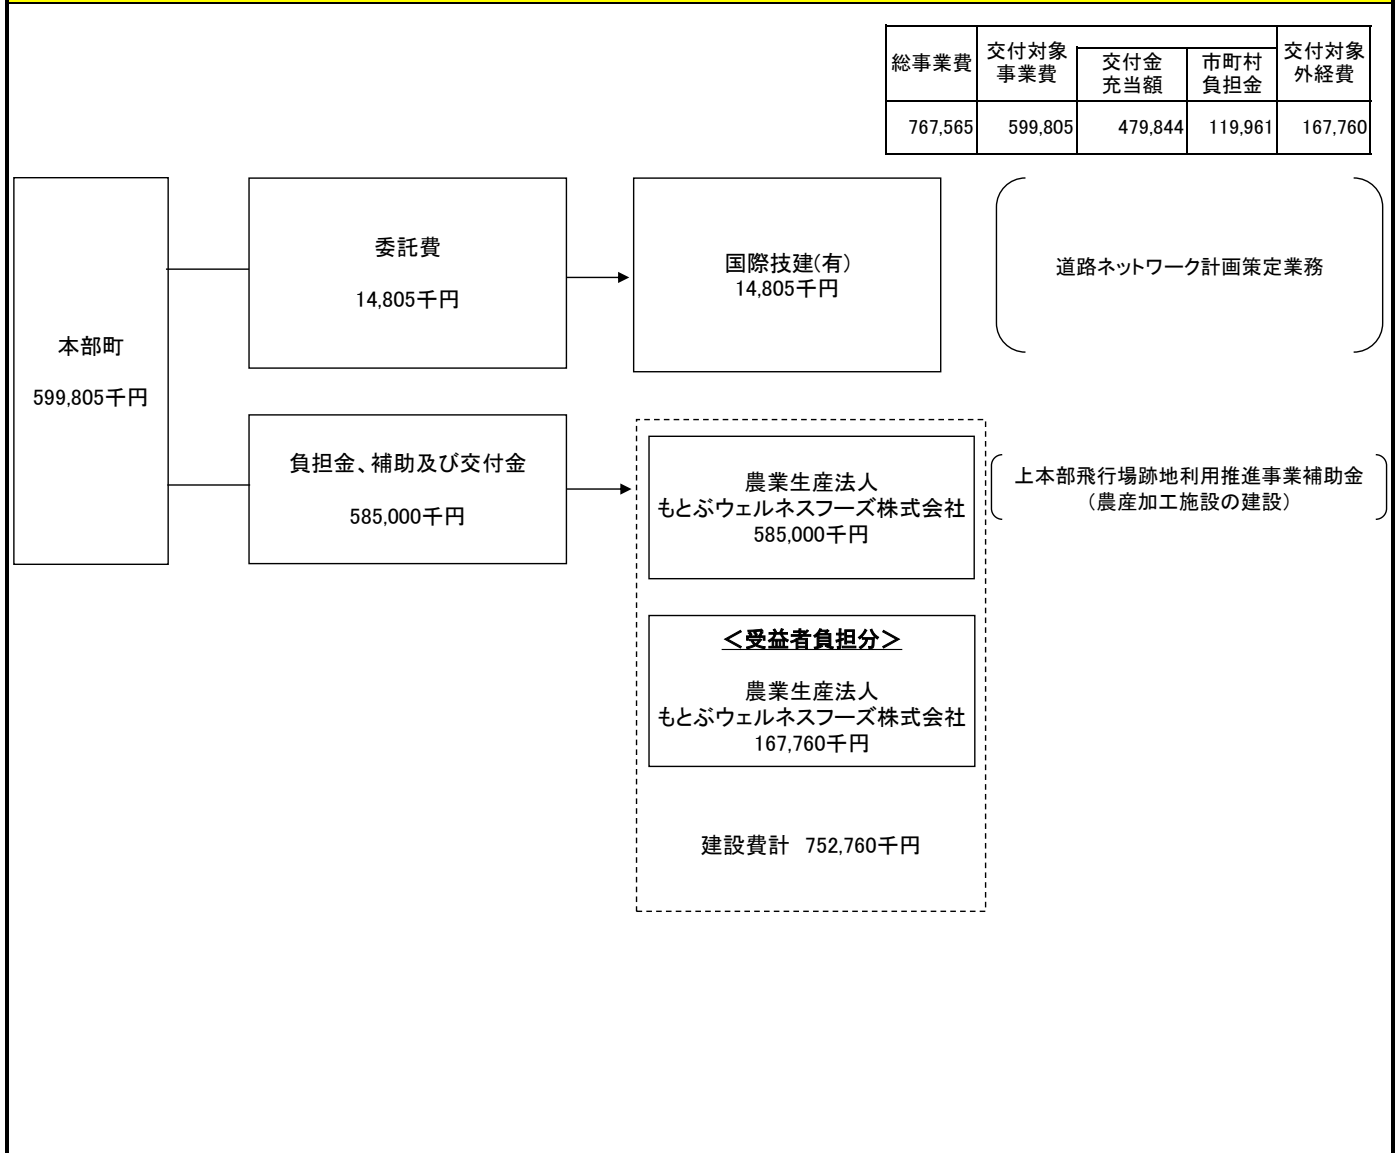 総事業費
交付対象
事業費
交付金
充当額
市町村
負担金
交付対象
外経費
767,565 599,805 479,844 119,961 167,760
本部町
599,805千円
委託費
14,805千円
国際技建(有)
14,805千円
道路ネットワーク計画策定業務
負担金、補助及び交付金
585,000千円
農業生産法人
もとぶウェルネスフーズ株式会社
585,000千円
上本部飛行場跡地利用推進事業補助金
（農産加工施設の建設）
＜受益者負担分＞
農業生産法人
もとぶウェルネスフーズ株式会社
167,760千円
建設費計 752,760千円